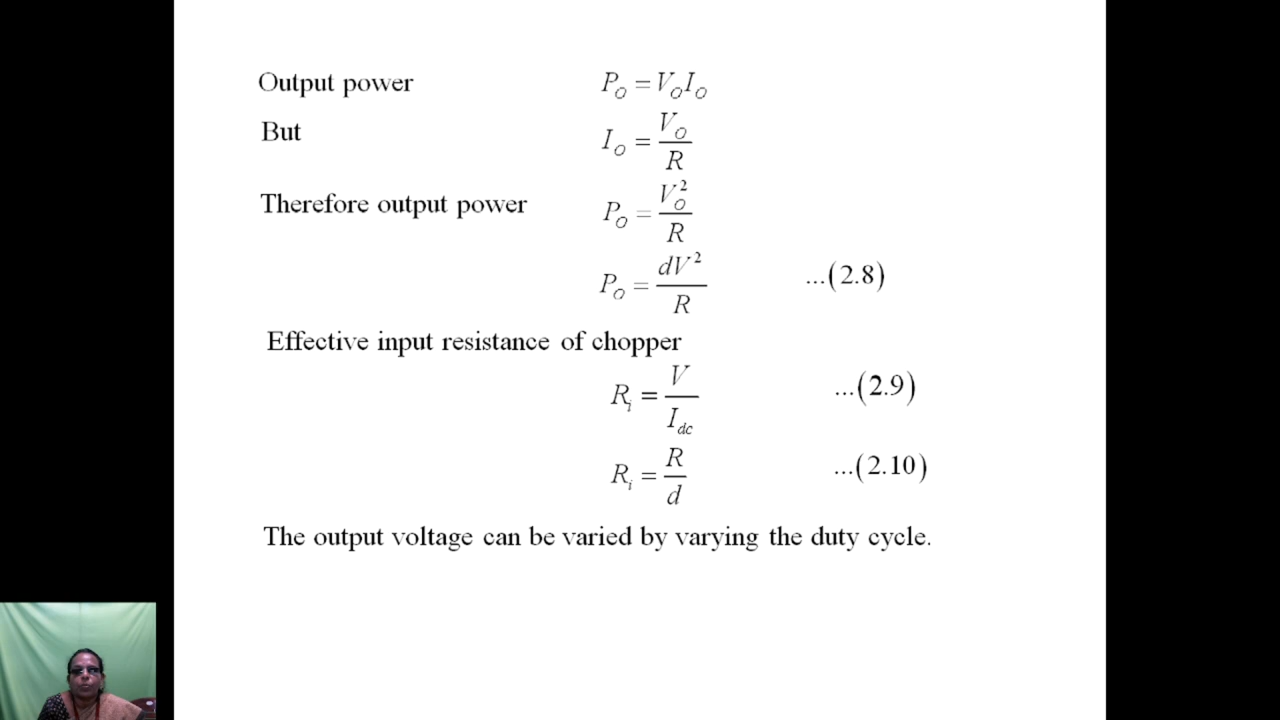 Output power P_O = V_O I_O
But I_O = V_O / R
Therefore output power P_O = V_O^2 / R
P_O = dV^2 / R ...(2.8)
Effective input resistance of chopper
R_i = V / I_dc ...(2.9)
R_i = R / d ...(2.10)
The output voltage can be varied by varying the duty cycle.